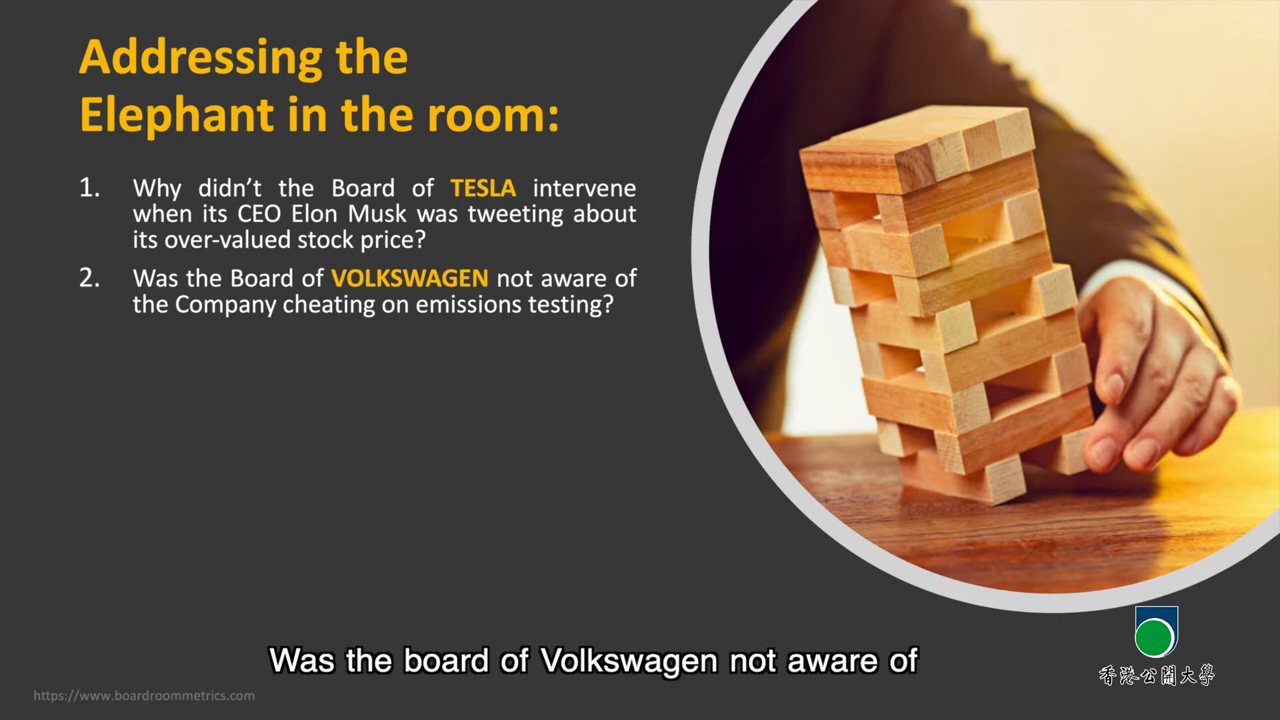 Addressing the
Elephant in the room:
1. Why didn't the Board of TESLA intervene
when its CEO Elon Musk was tweeting about
its over-valued stock price?
2. Was the Board of VOLKSWAGEN not aware of
the Company cheating on emissions testing?
Was the board of Volkswagen not aware of
香港公開大學
https://www.boardroommetrics.com